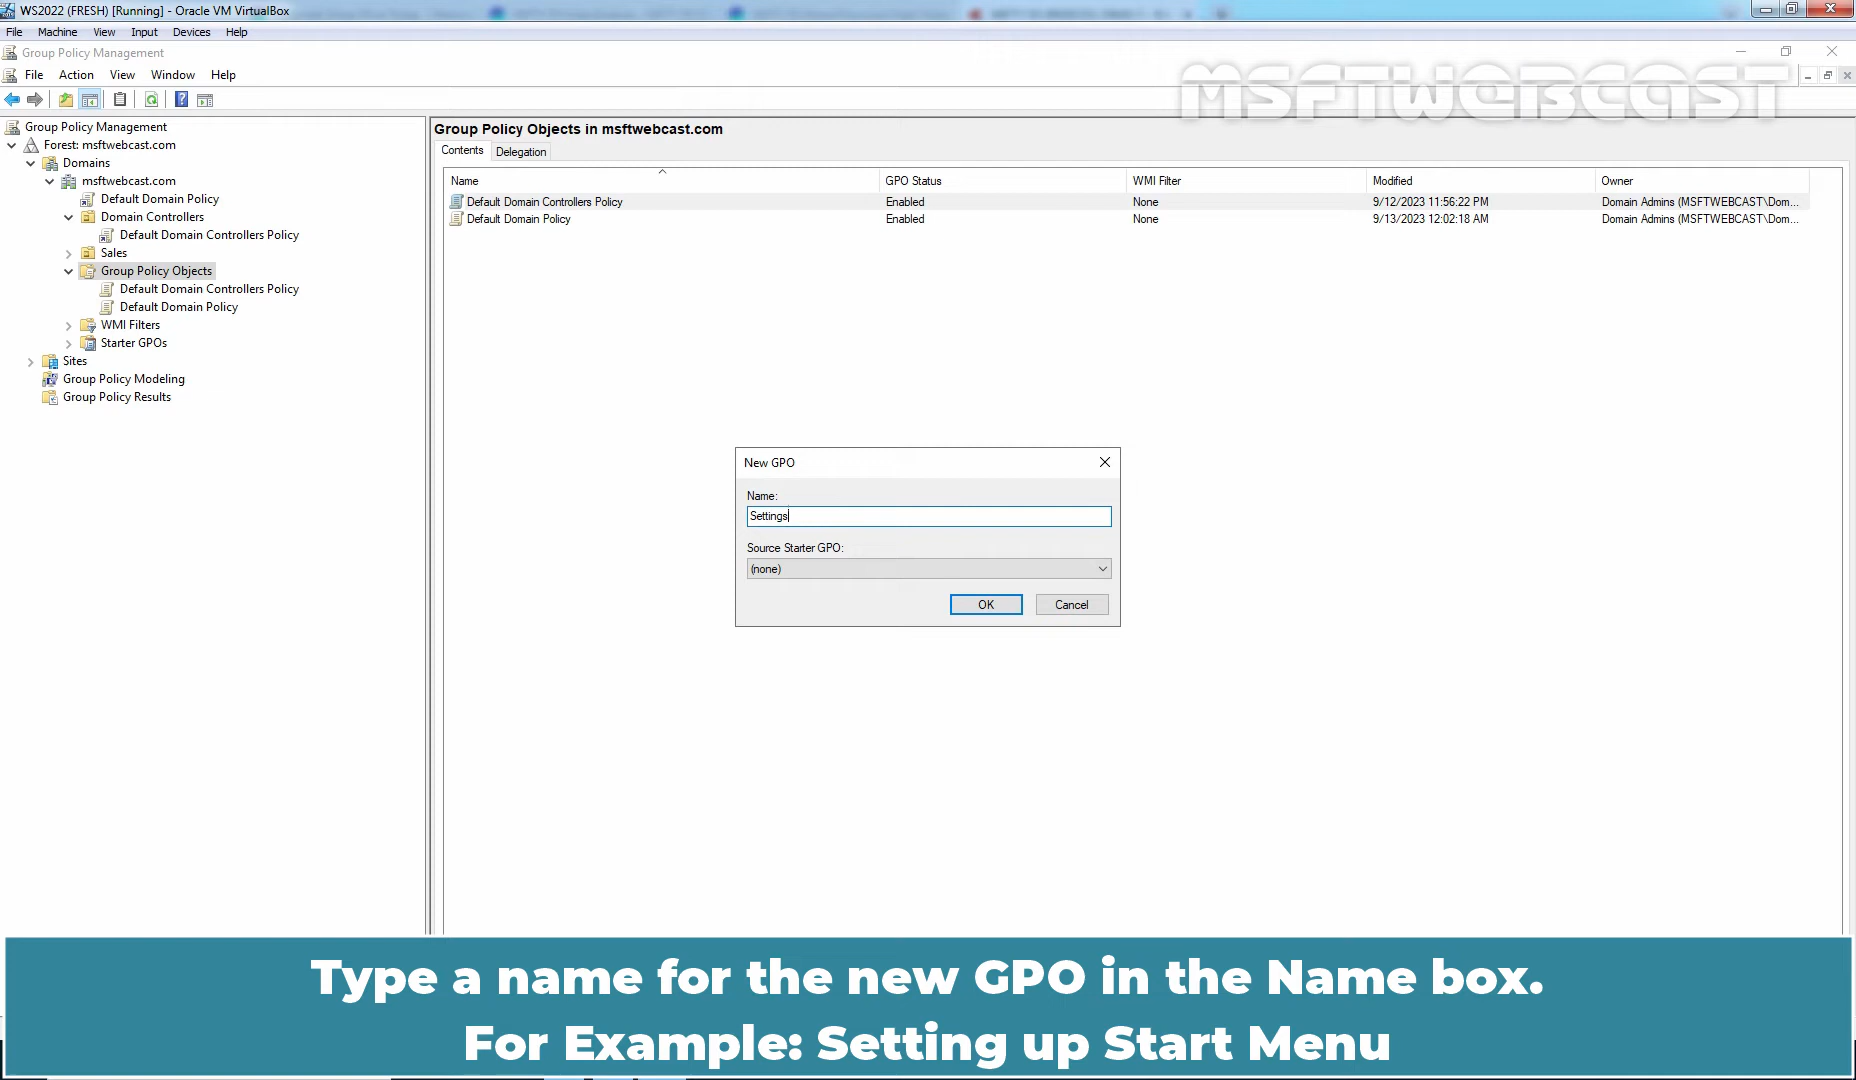 WS2022 (FRESH) [Running] - Oracle VM VirtualBox
File Machine View Input Devices Help
Group Policy Management
File Action View Window Help
MSFTWEBCAST
Group Policy Management
Forest: msftwebcast.com
Domains
msftwebcast.com
Default Domain Policy
Domain Controllers
Default Domain Controllers Policy
Sales
Group Policy Objects
Default Domain Controllers Policy
Default Domain Policy
WMI Filters
Starter GPOs
Sites
Group Policy Modeling
Group Policy Results
Group Policy Objects in msftwebcast.com
Contents Delegation
Name GPO Status WMI Filter Modified Owner
Default Domain Controllers Policy Enabled None 9/12/2023 11:56:22 PM Domain Admins (MSFTWEBCAST\Dom...
Default Domain Policy Enabled None 9/13/2023 12:02:18 AM Domain Admins (MSFTWEBCAST\Dom...
New GPO
Name:
Settings
Source Starter GPO:
(none)
OK Cancel
Type a name for the new GPO in the Name box.
For Example: Setting up Start Menu